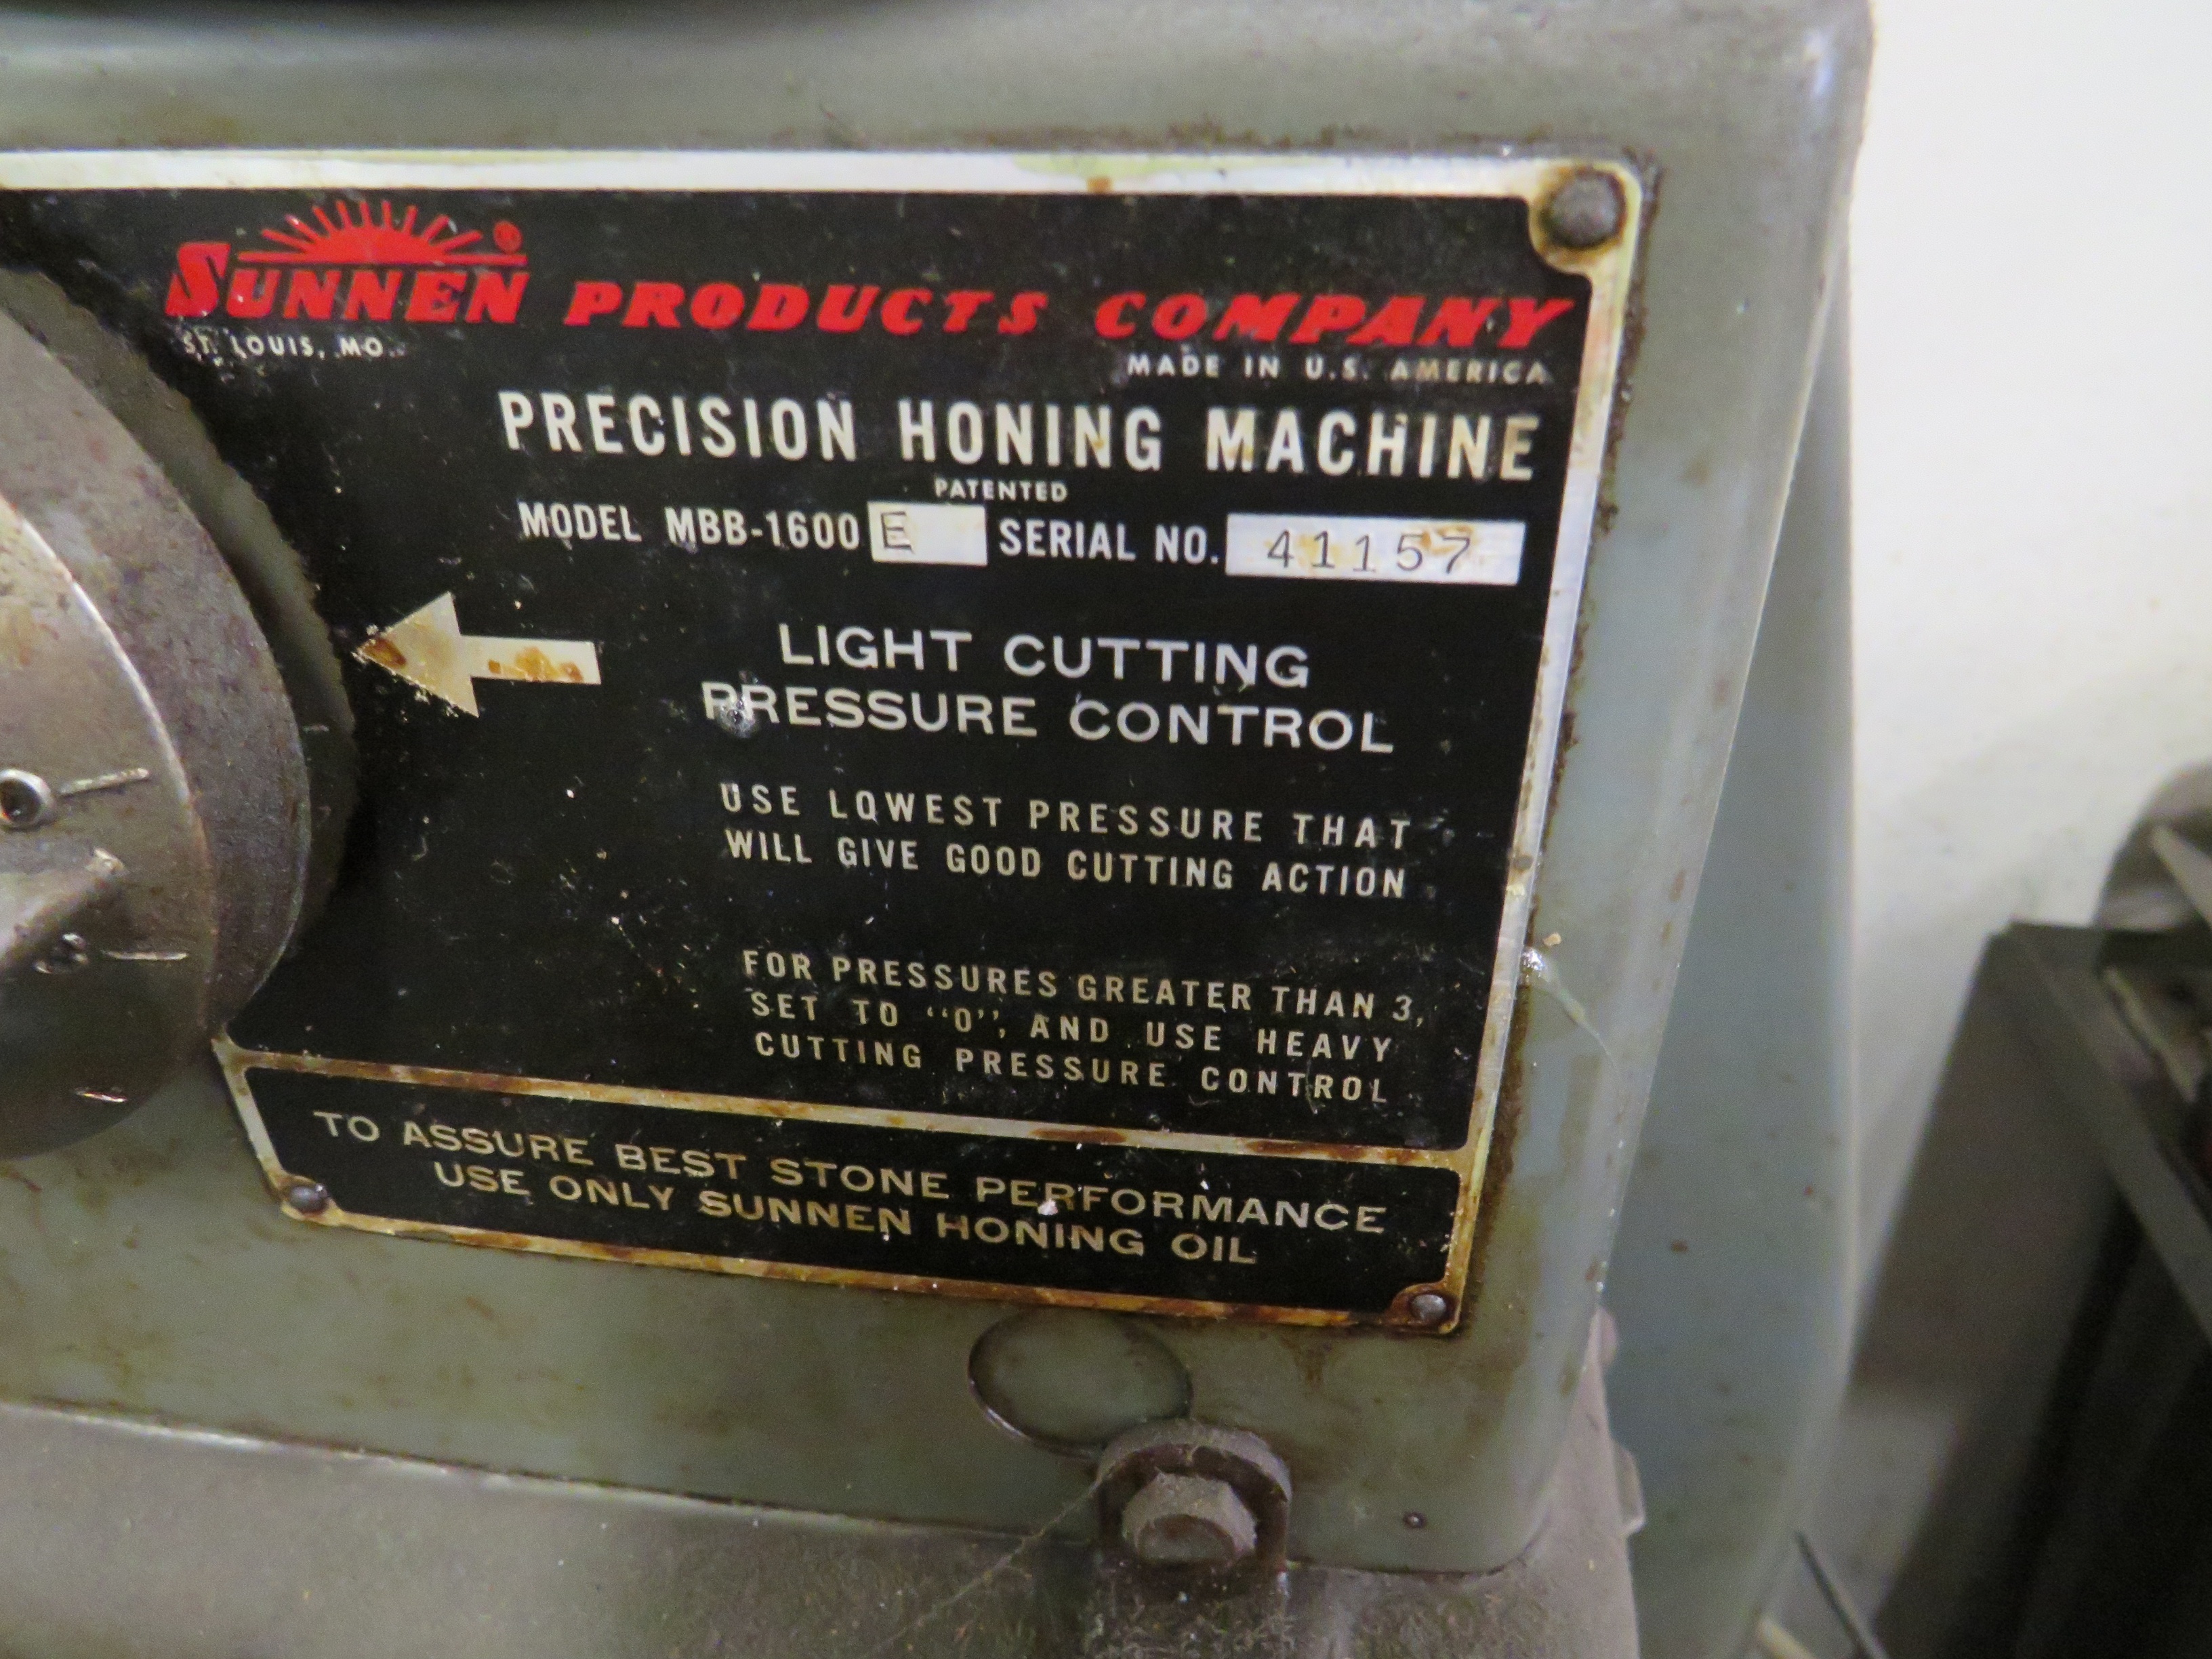 SUNNEN® PRODUCTS COMPANY
ST. LOUIS, MO.
MADE IN U.S. AMERICA
PRECISION HONING MACHINE
PATENTED
MODEL MBB-1600 E SERIAL NO. 41157
LIGHT CUTTING
PRESSURE CONTROL
USE LOWEST PRESSURE THAT
WILL GIVE GOOD CUTTING ACTION
FOR PRESSURES GREATER THAN 3,
SET TO "0", AND USE HEAVY
CUTTING PRESSURE CONTROL
TO ASSURE BEST STONE PERFORMANCE
USE ONLY SUNNEN HONING OIL